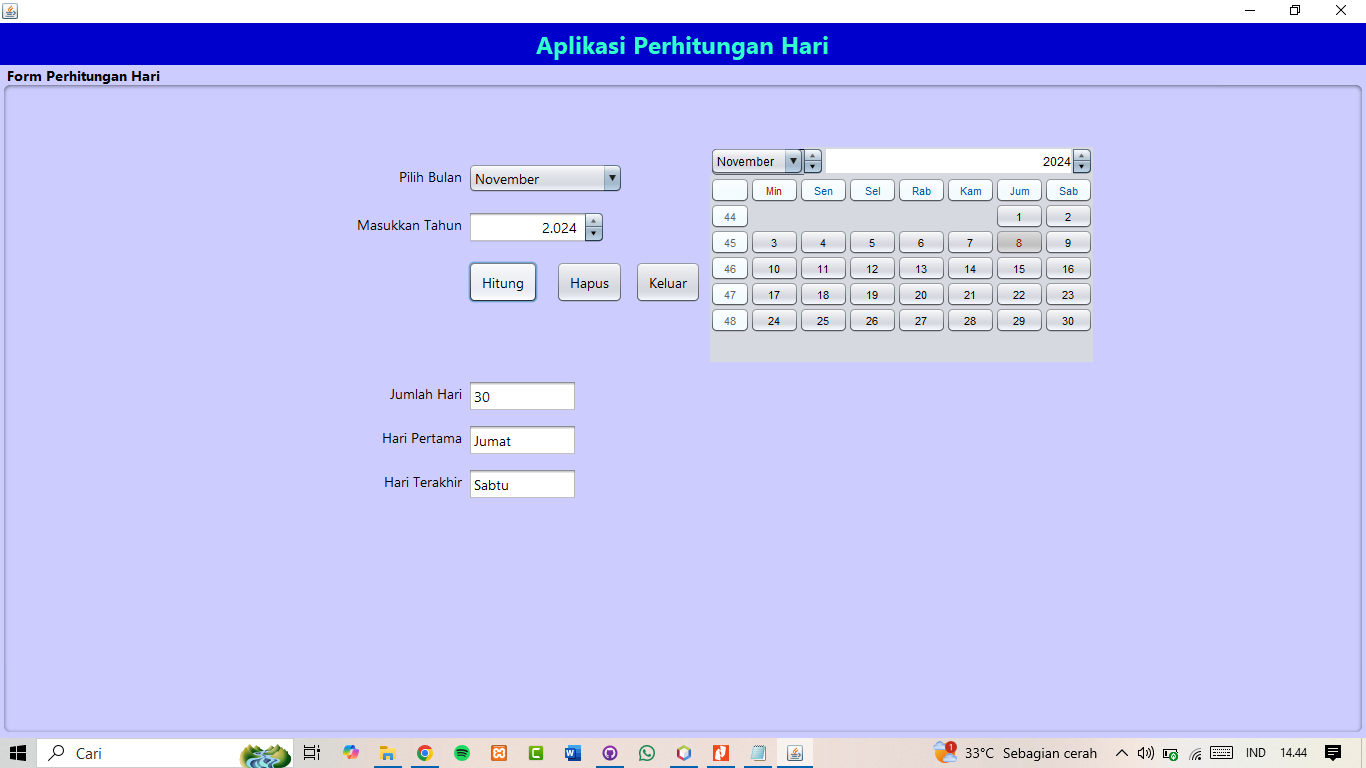 Aplikasi Perhitungan Hari
Form Perhitungan Hari
Pilih Bulan November
Masukkan Tahun 2.024
Hitung Hapus Keluar
November 2024
Min Sen Sel Rab Kam Jum Sab
44 1 2
45 3 4 5 6 7 8 9
46 10 11 12 13 14 15 16
47 17 18 19 20 21 22 23
48 24 25 26 27 28 29 30
Jumlah Hari 30
Hari Pertama Jumat
Hari Terakhir Sabtu
Cari 1 33°C Sebagian cerah IND 14.44